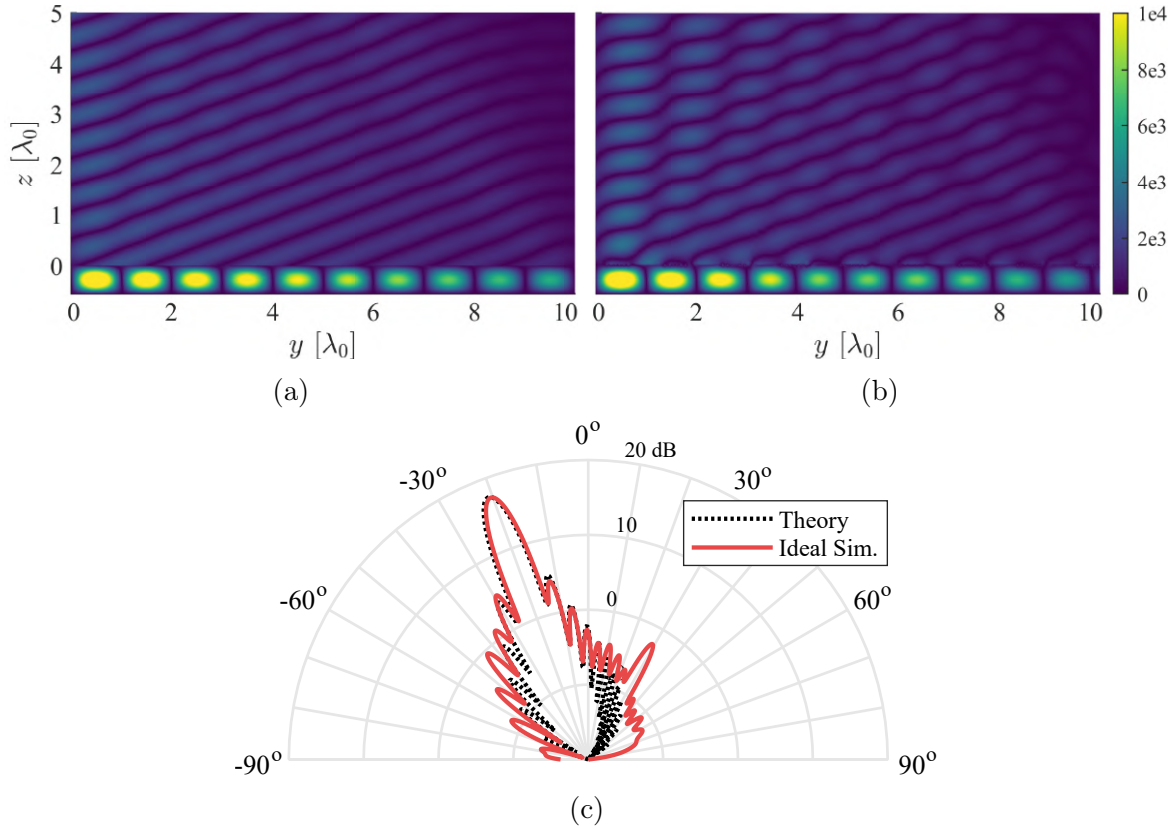 5
4
3
2
1
0
z [λ₀]
0 2 4 6 8 10
y [λ₀]
(a)
0 2 4 6 8 10
y [λ₀]
(b)
1e4
8e3
6e3
4e3
2e3
0
0°
20 dB
-30°
30°
10
Theory
Ideal Sim.
0
-60°
60°
-90°
90°
(c)